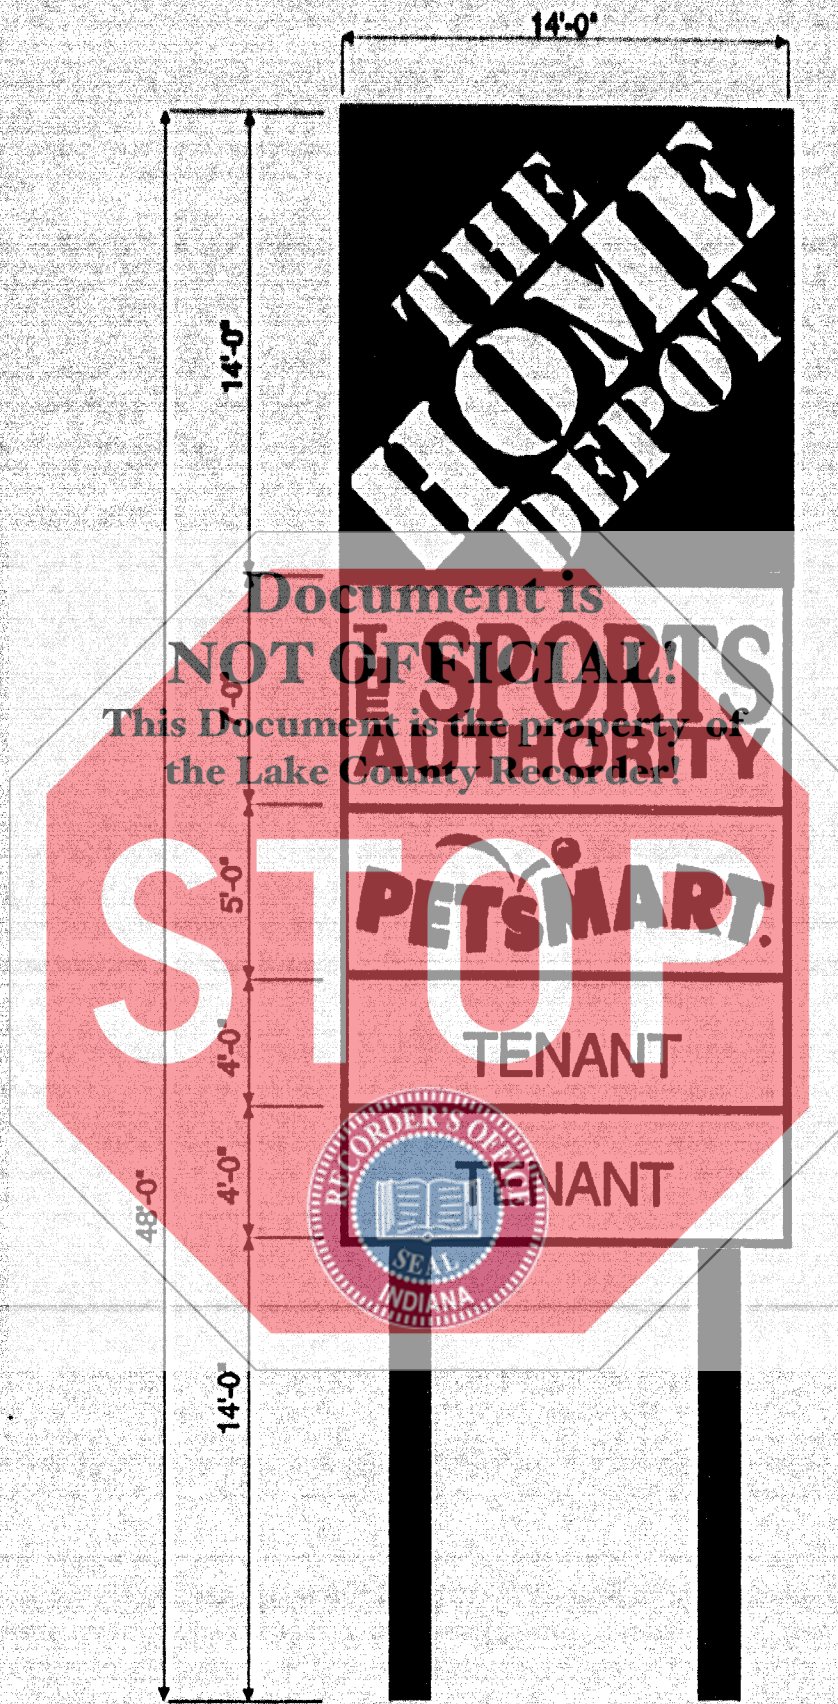 14'-0"
14'-0"
THE
HOME
DEPOT
Document is
NOT OFFICIAL!
This Document is the property of
the Lake County Recorder!
THE SPORTS
AUTHORITY
STOP
5'-0"
PETSMART.
4'-0"
TENANT
4'-0"
TENANT
48'-0"
RECORDER'S OFFICE
SEAL
INDIANA
14'-0"